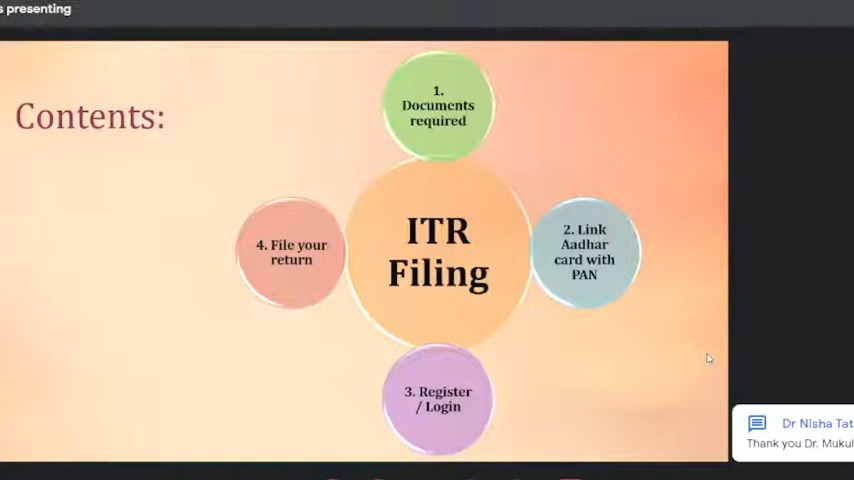 s presenting
Contents:
1.
Documents
required
ITR
Filing
2. Link
Aadhar
card with
PAN
3. Register
/ Login
4. File your
return
Dr Nisha Tat
Thank you Dr. Mukul